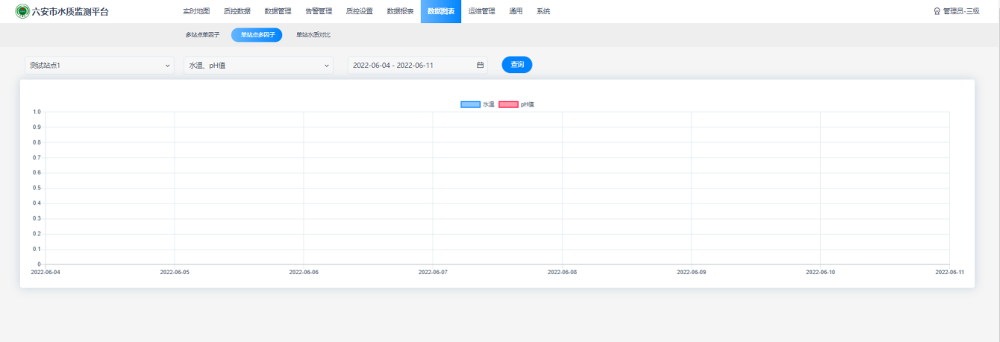 六安市水质监测平台 实时地图 质控数据 数据管理 告警管理 质控设置 数据报表 数据图表 运维管理 通用 系统 管理员-三级
多站点单因子 单站点多因子 单站水质对比
测试站点1 水温、pH值 2022-06-04 - 2022-06-11 查询
水温 pH值
1.0
0.9
0.8
0.7
0.6
0.5
0.4
0.3
0.2
0.1
0
2022-06-04 2022-06-05 2022-06-06 2022-06-07 2022-06-08 2022-06-09 2022-06-10 2022-06-11